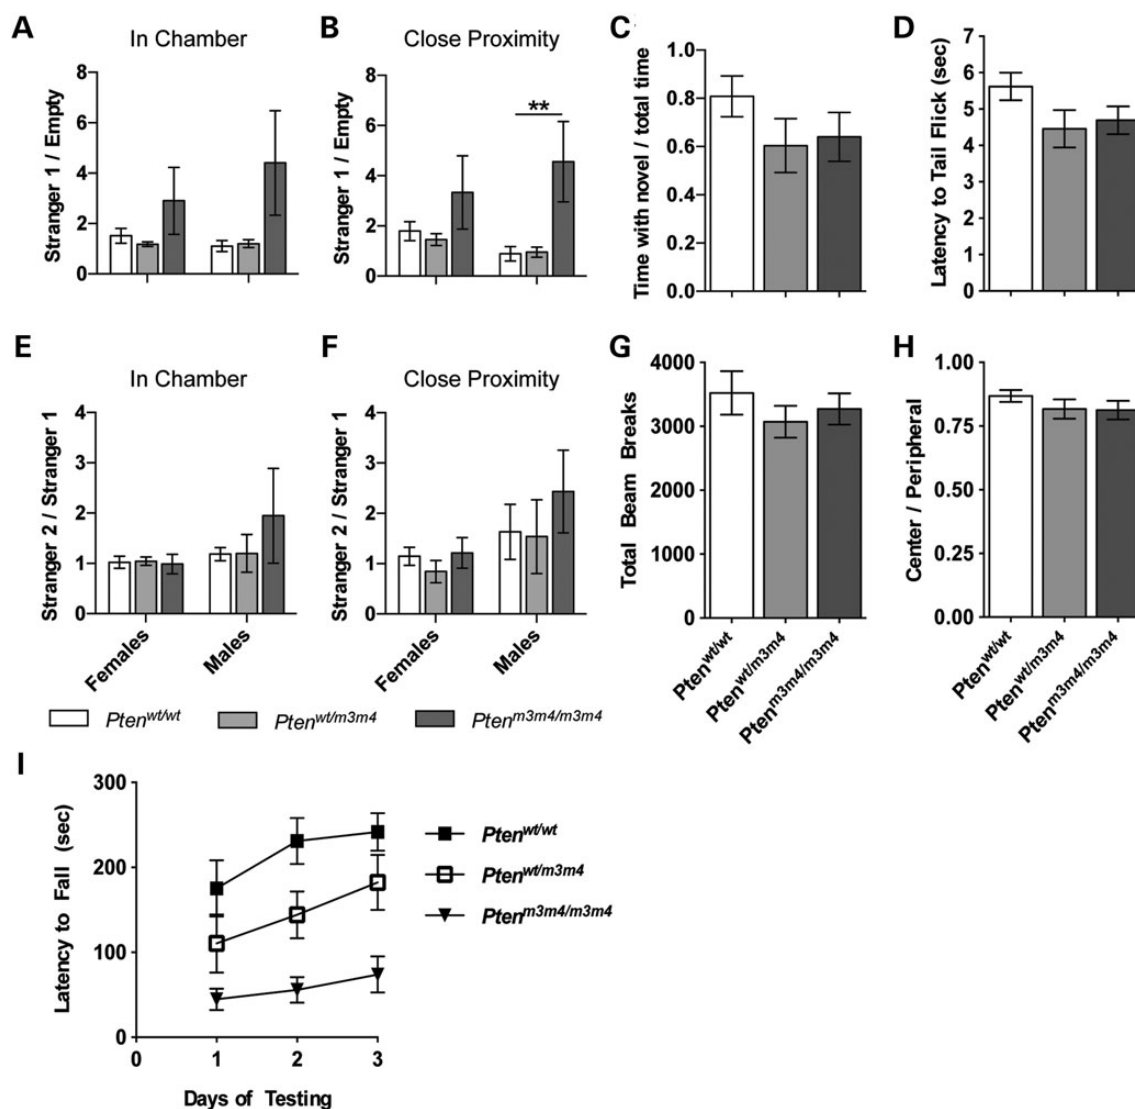 A
In Chamber
Stranger 1 / Empty
8
6
4
2
0
B
Close Proximity
Stranger 1 / Empty
8
6
4
2
0
**
C
Time with novel / total time
1.0
0.8
0.6
0.4
0.2
0.0
D
Latency to Tail Flick (sec)
7
6
5
4
3
2
1
0
E
In Chamber
Stranger 2 / Stranger 1
4
3
2
1
0
Females
Males
F
Close Proximity
Stranger 2 / Stranger 1
4
3
2
1
0
Females
Males
G
Total Beam Breaks
4000
3000
2000
1000
0
Pten^wt/wt
Pten^wt/m3m4
Pten^m3m4/m3m4
H
Center / Peripheral
1.00
0.75
0.50
0.25
0.00
Pten^wt/wt
Pten^wt/m3m4
Pten^m3m4/m3m4
Pten^wt/wt
Pten^wt/m3m4
Pten^m3m4/m3m4
I
Latency to Fall (sec)
300
200
100
0
0
1
2
3
Days of Testing
Pten^wt/wt
Pten^wt/m3m4
Pten^m3m4/m3m4